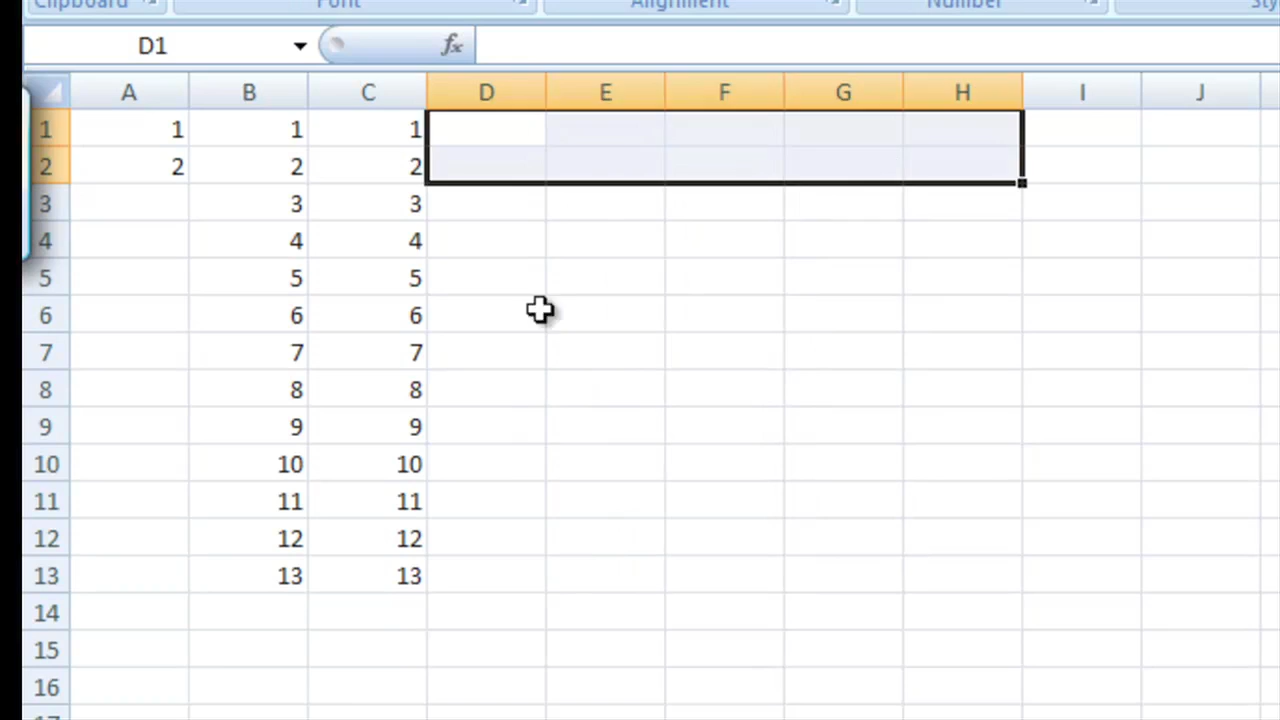 Clipboard Font Alignment Number Sty
D1 fx
A B C D E F G H I J
1 1 1 1
2 2 2 2
3 3 3
4 4 4
5 5 5
6 6 6
7 7 7
8 8 8
9 9 9
10 10 10
11 11 11
12 12 12
13 13 13
14
15
16
17